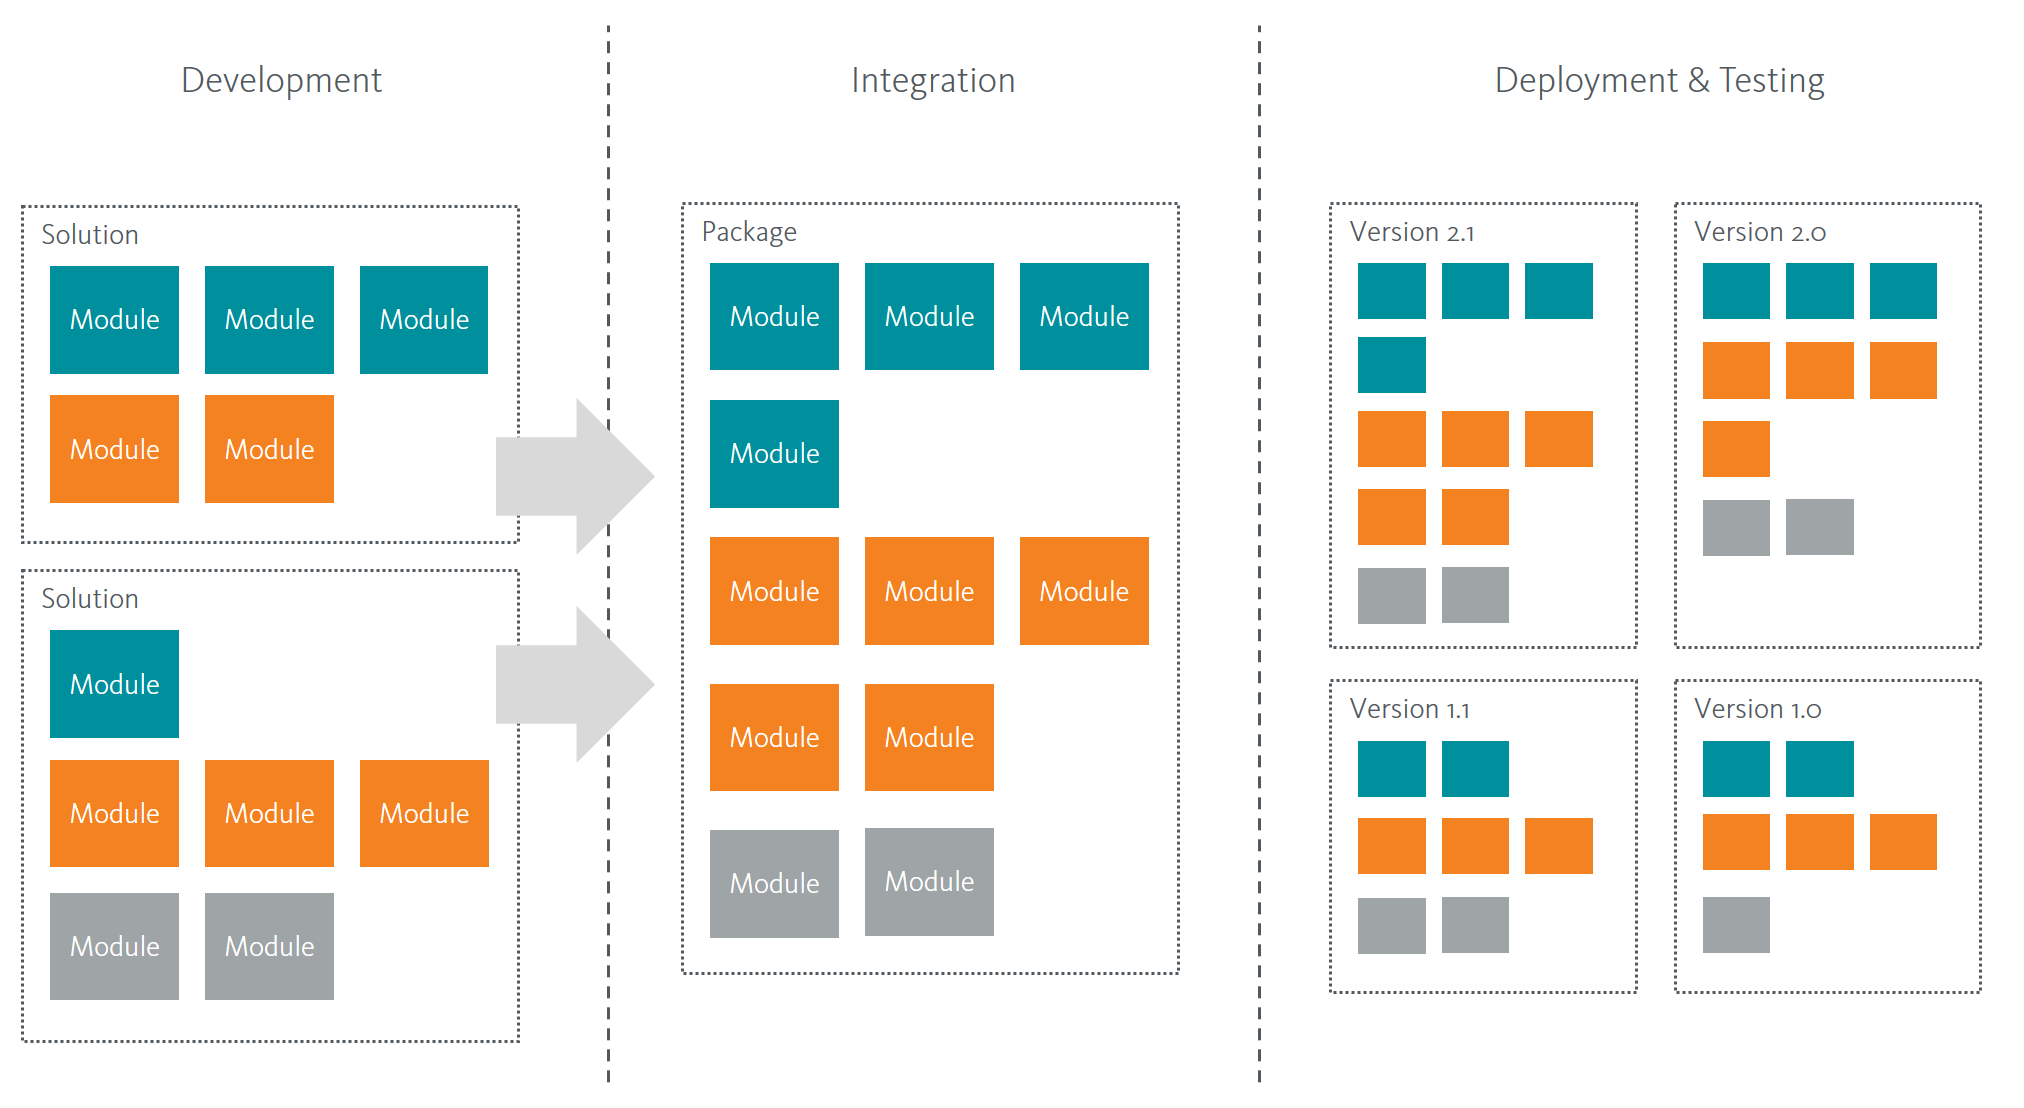 Development
Solution
Module Module Module
Module Module
Solution
Module
Module Module Module
Module Module
Integration
Package
Module Module Module
Module
Module Module Module
Module Module
Module Module
Deployment & Testing
Version 2.1
Version 2.0
Version 1.1
Version 1.0